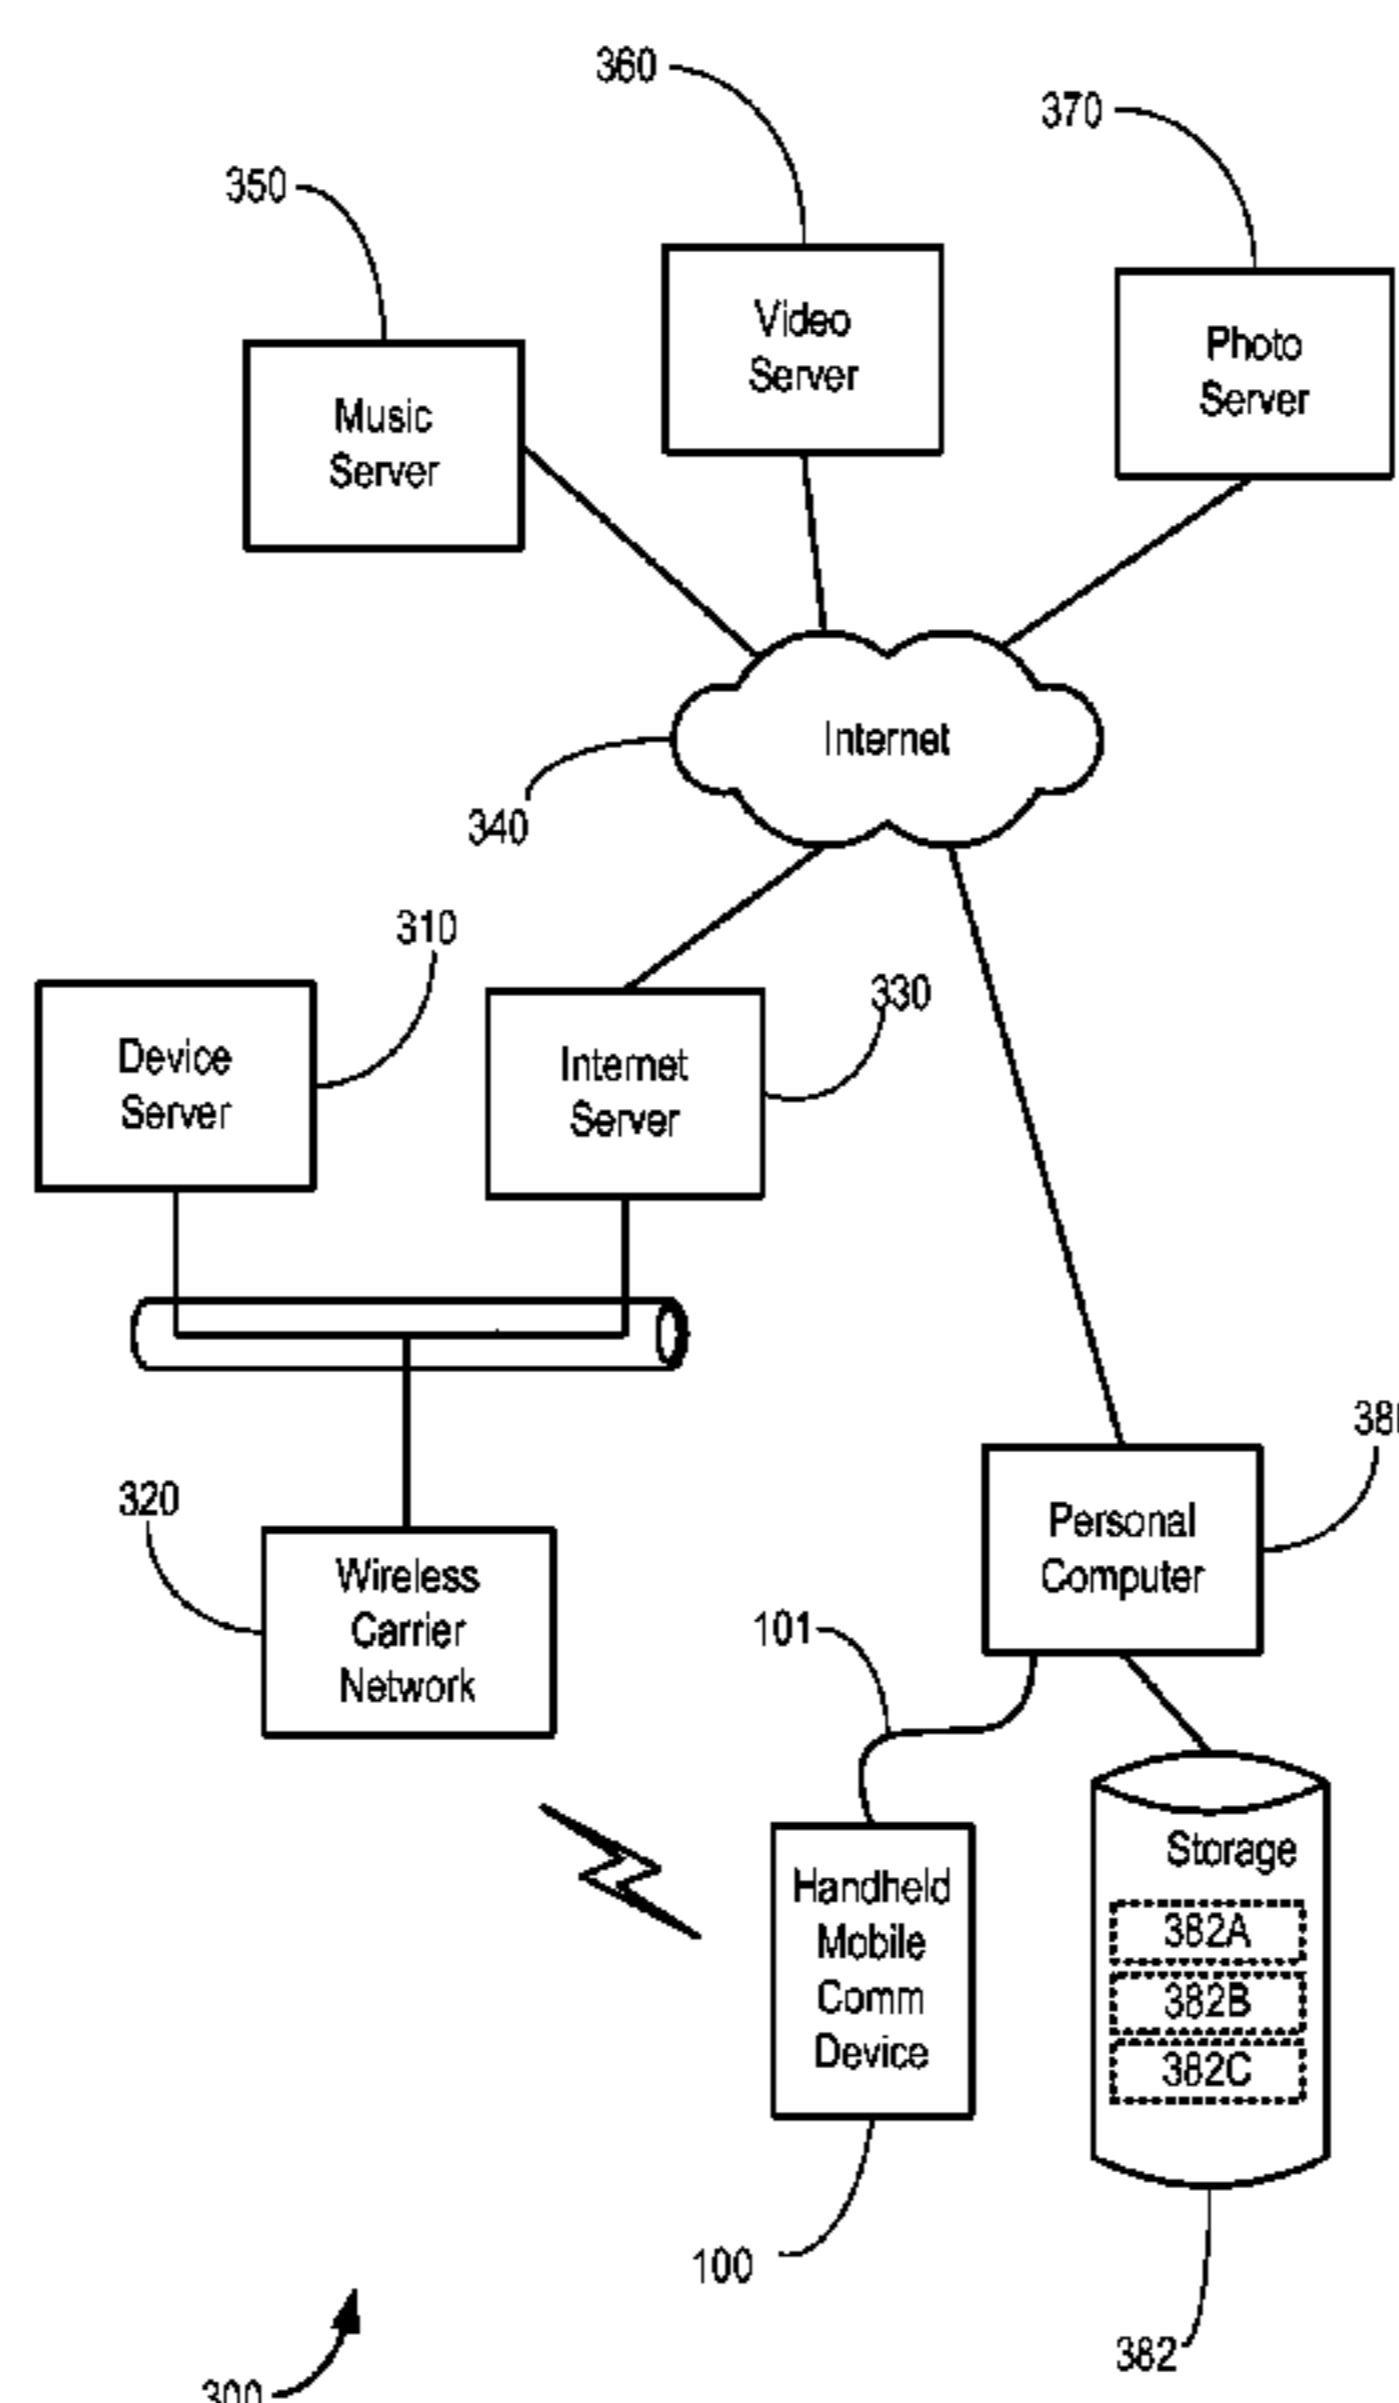 360
370
350
Video
Server
Photo
Server
Music
Server
Internet
340
310
330
Device
Server
Internet
Server
320
Wireless
Carrier
Network
Personal
Computer
101
Storage
Handheld
Mobile
Comm
Device
382A
382B
382C
100
382
300